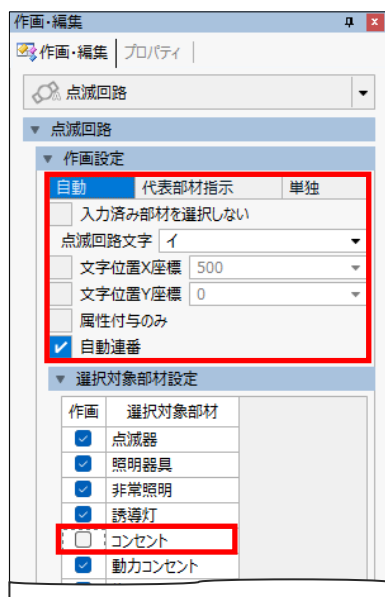 作画・編集
作画・編集 プロパティ
点滅回路
点滅回路
作画設定
自動 代表部材指示 単独
入力済み部材を選択しない
点滅回路文字 イ
文字位置X座標 500
文字位置Y座標 0
属性付与のみ
自動連番
選択対象部材設定
作画 選択対象部材
点滅器
照明器具
非常照明
誘導灯
コンセント
動力コンセント